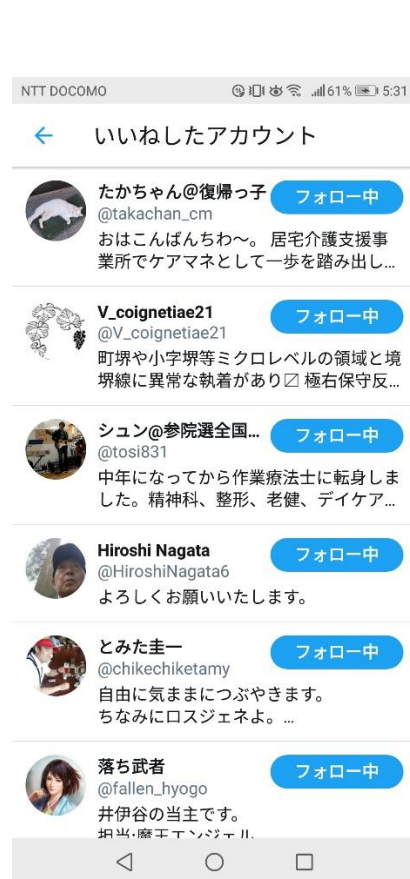 NTT DOCOMO 61% 5:31
いいねしたアカウント
たかちゃん@復帰っ子 フォロー中
@takachan_cm
おはこんばんちわ〜。 居宅介護支援事
業所でケアマネとして一歩を踏み出し...
V_coignetiae21 フォロー中
@V_coignetiae21
町堺や小字堺等ミクロレベルの領域と境
堺線に異常な執着があり〼 極右保守反...
シュン@参院選全国... フォロー中
@tosi831
中年になってから作業療法士に転身しま
した。精神科、整形、老健、デイケア...
Hiroshi Nagata フォロー中
@HiroshiNagata6
よろしくお願いいたします。
とみた圭一 フォロー中
@chikechiketamy
自由に気ままにつぶやきます。
ちなみにロスジェネよ。...
落ち武者 フォロー中
@fallen_hyogo
井伊谷の当主です。
担当:魔王エンジェル